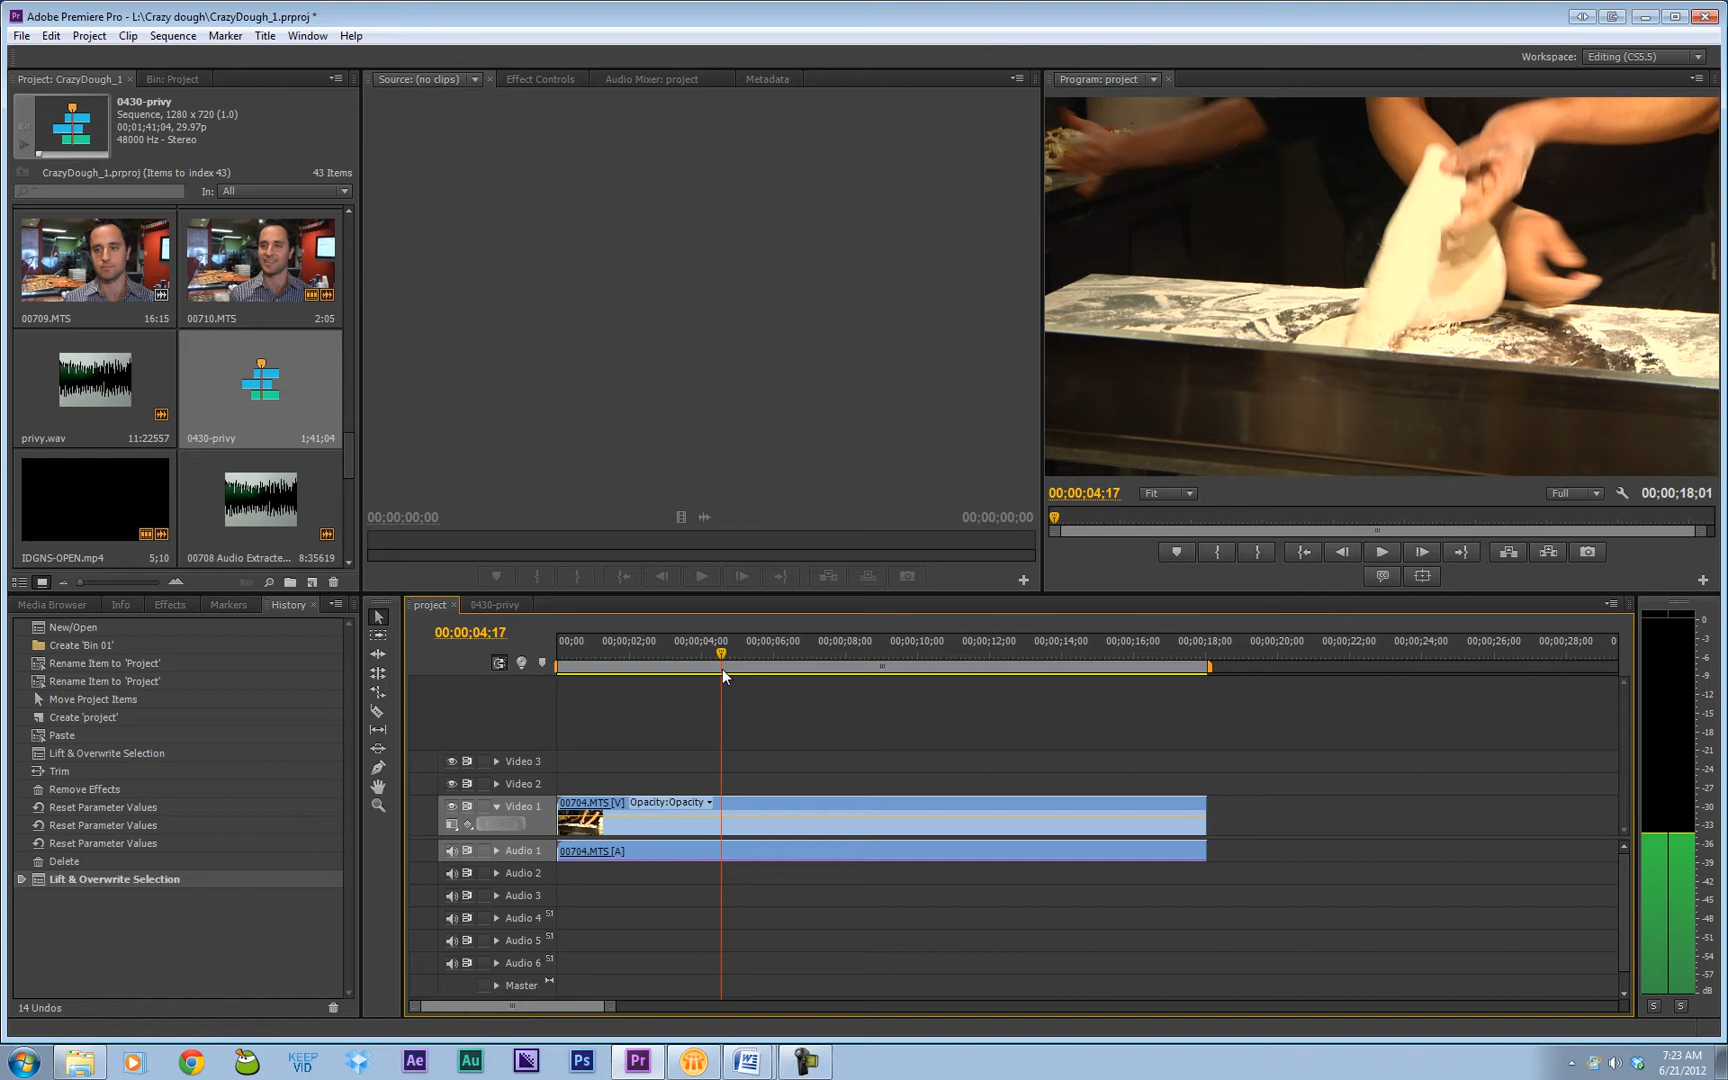 Adobe Premiere Pro - L:\Crazy dough\CrazyDough_1.prproj *
File Edit Project Clip Sequence Marker Title Window Help
Workspace: Editing (CS5.5)
Project: CrazyDough_1 Bin: Project
0430-privy
Sequence, 1280 x 720 (1.0)
00;01;41;04, 29.97p
48000 Hz - Stereo
CrazyDough_1.prproj (Items to index 43) 43 Items
In: All
00709.MTS 16:15
00710.MTS 2:05
privy.wav 11:22557
0430-privy 1;41;04
IDGNS-OPEN.mp4 5;10
00708 Audio Extracte... 8:35619
Source: (no clips) Effect Controls Audio Mixer: project Metadata
00;00;00;00 00;00;00;00
Program: project
00;00;04;17 Fit Full 00;00;18;01
Media Browser Info Effects Markers History
New/Open
Create 'Bin 01'
Rename Item to 'Project'
Rename Item to 'Project'
Move Project Items
Create 'project'
Paste
Lift & Overwrite Selection
Trim
Remove Effects
Reset Parameter Values
Reset Parameter Values
Reset Parameter Values
Delete
Lift & Overwrite Selection
14 Undos
project 0430-privy
00;00;04;17
00;00 00;00;02;00 00;00;04;00 00;00;06;00 00;00;08;00 00;00;10;00 00;00;12;00 00;00;14;00 00;00;16;00 00;00;18;00 00;00;20;00 00;00;22;00 00;00;24;00 00;00;26;00 00;00;28;00 0
Video 3
Video 2
Video 1
00704.MTS [V] Opacity:Opacity
Audio 1
00704.MTS [A]
Audio 2
Audio 3
Audio 4
Audio 5
Audio 6
Master
0
-3
-6
-9
-12
-15
-18
-21
-24
-27
-30
-33
-36
-39
-42
-45
-48
-51
-54
-57
dB
S S
KEEP
VID
Ae Au Ps Pr W
7:23 AM
6/21/2012